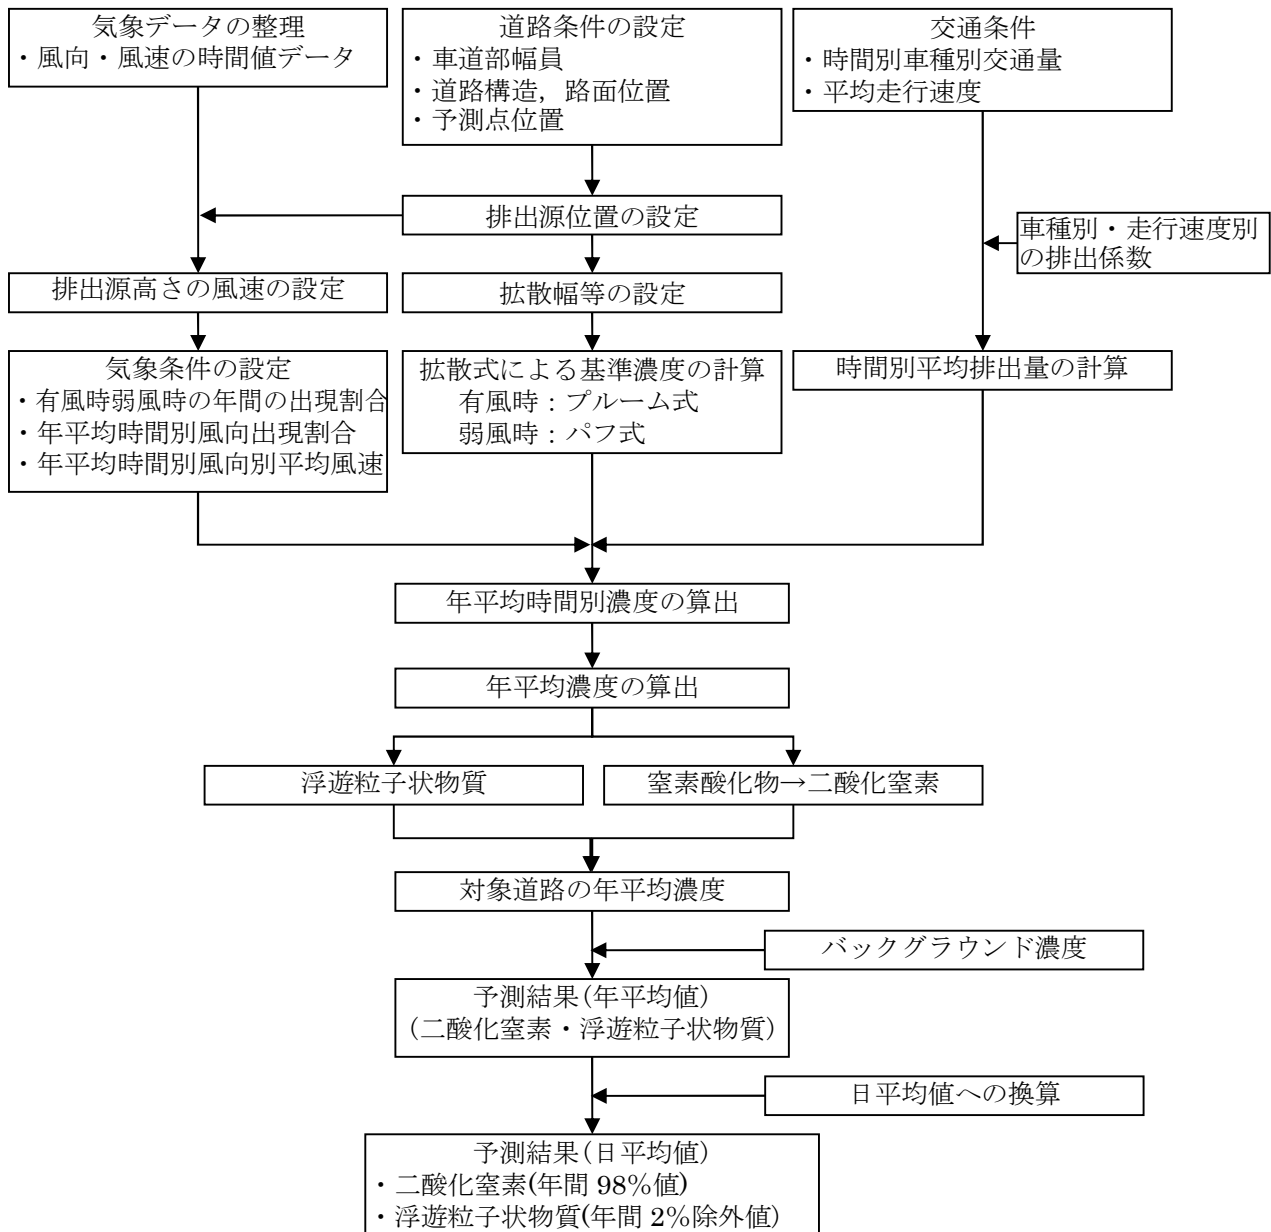 気象データの整理
・風向・風速の時間値データ
道路条件の設定
・車道部幅員
・道路構造，路面位置
・予測点位置
交通条件
・時間別車種別交通量
・平均走行速度
排出源位置の設定
車種別・走行速度別
の排出係数
排出源高さの風速の設定
拡散幅等の設定
気象条件の設定
・有風時弱風時の年間の出現割合
・年平均時間別風向出現割合
・年平均時間別風向別平均風速
拡散式による基準濃度の計算
有風時：プルーム式
弱風時：パフ式
時間別平均排出量の計算
年平均時間別濃度の算出
年平均濃度の算出
浮遊粒子状物質
窒素酸化物→二酸化窒素
対象道路の年平均濃度
バックグラウンド濃度
予測結果(年平均値)
(二酸化窒素・浮遊粒子状物質)
日平均値への換算
予測結果(日平均値)
・二酸化窒素(年間 98%値)
・浮遊粒子状物質(年間 2%除外値)